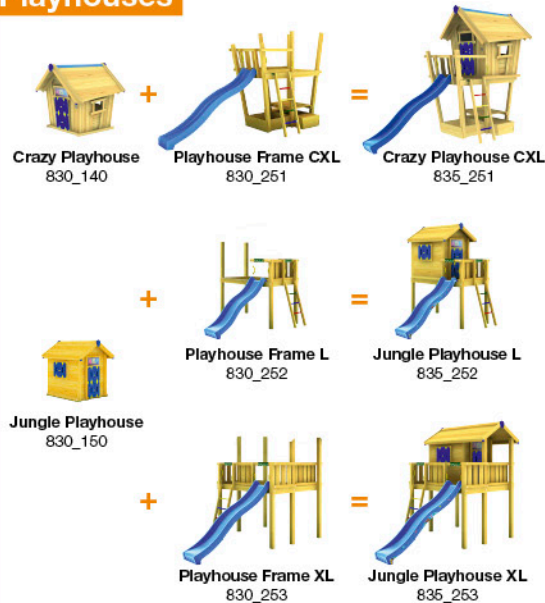 Playhouses
+
=
Crazy Playhouse
830_140
Playhouse Frame CXL
830_251
Crazy Playhouse CXL
835_251
+
=
Playhouse Frame L
830_252
Jungle Playhouse L
835_252
Jungle Playhouse
830_150
+
=
Playhouse Frame XL
830_253
Jungle Playhouse XL
835_253